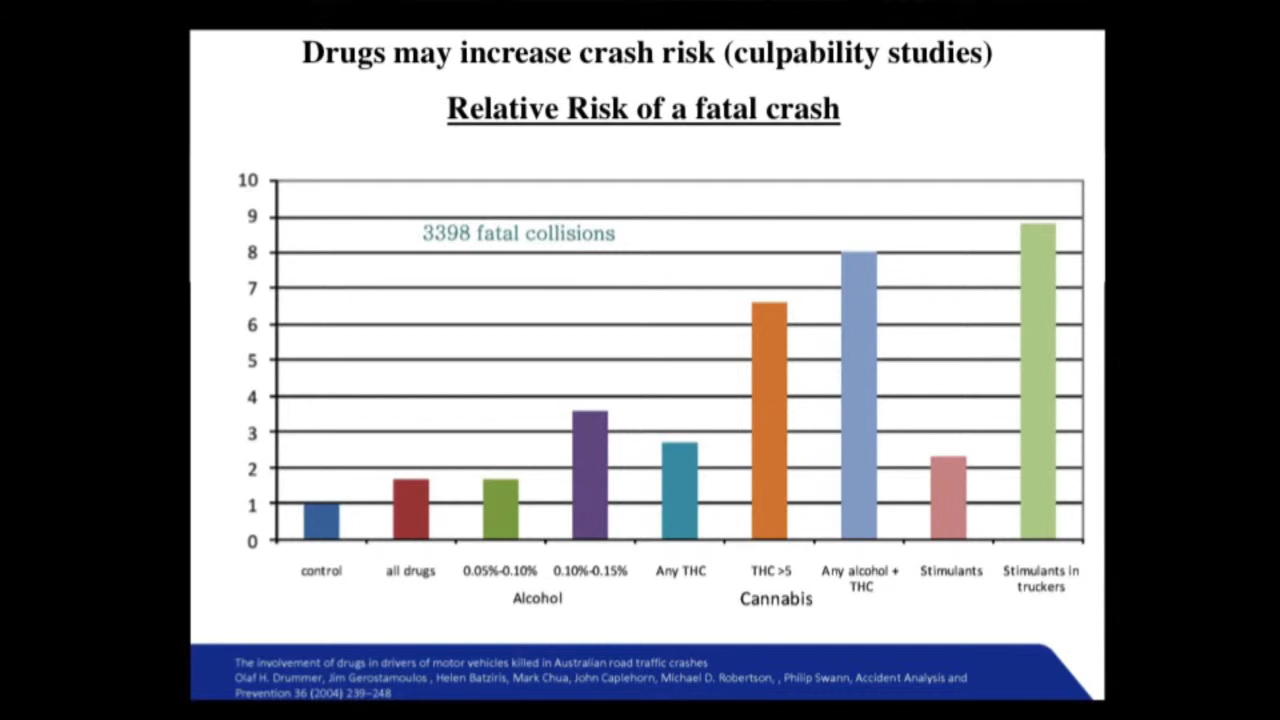 Drugs may increase crash risk (culpability studies)
Relative Risk of a fatal crash
10
9
8
7
6
5
4
3
2
1
0
3398 fatal collisions
control
all drugs
0.05%-0.10%
0.10%-0.15%
Any THC
THC >5
Any alcohol +
THC
Stimulants
Stimulants in
truckers
Alcohol
Cannabis
The involvement of drugs in drivers of motor vehicles killed in Australian road traffic crashes
Olaf H. Drummer, Jim Gerostamoulos , Helen Batziris, Mark Chua, John Caplehorn, Michael D. Robertson, , Philip Swann, Accident Analysis and
Prevention 36 (2004) 239–248